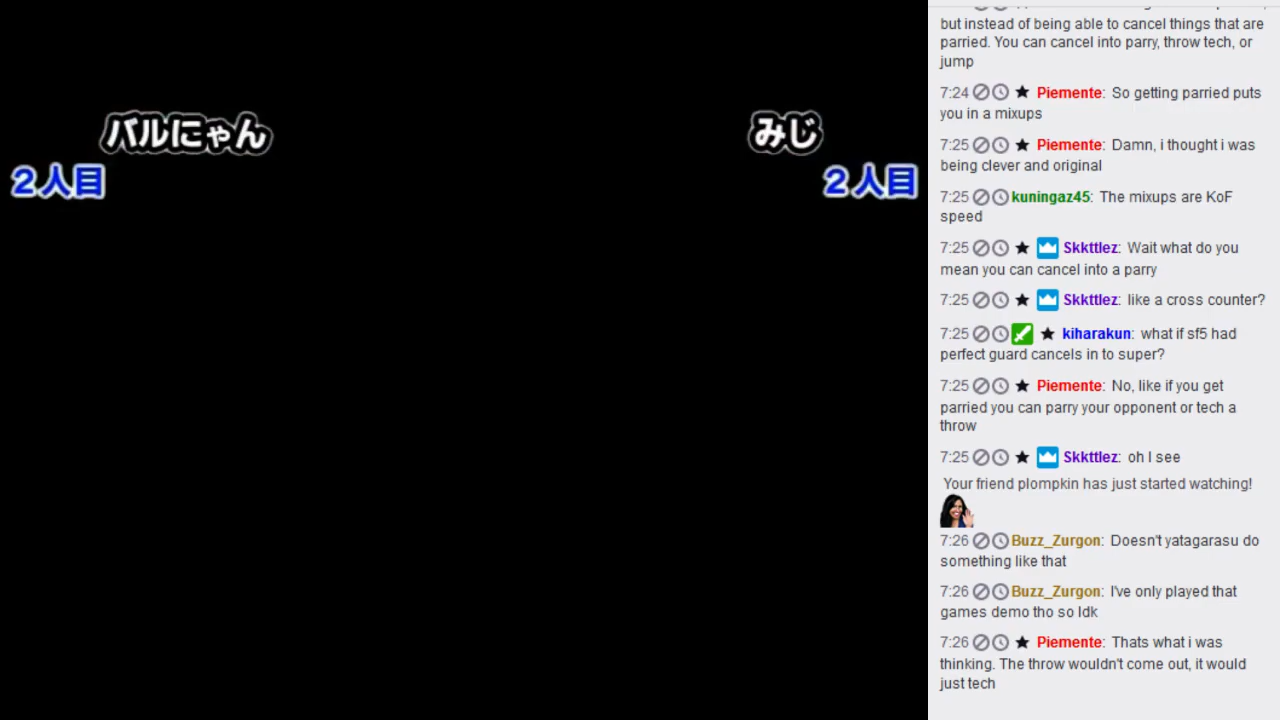 バルにゃん
みじ
２人目
２人目
but instead of being able to cancel things that are
parried. You can cancel into parry, throw tech, or
jump
7:24 Piemente: So getting parried puts
you in a mixups
7:25 Piemente: Damn, i thought i was
being clever and original
7:25 kuningaz45: The mixups are KoF
speed
7:25 Skkttlez: Wait what do you
mean you can cancel into a parry
7:25 Skkttlez: like a cross counter?
7:25 kiharakun: what if sf5 had
perfect guard cancels in to super?
7:25 Piemente: No, like if you get
parried you can parry your opponent or tech a
throw
7:25 Skkttlez: oh I see
Your friend plompkin has just started watching!
7:26 Buzz_Zurgon: Doesn't yatagarasu do
something like that
7:26 Buzz_Zurgon: I've only played that
games demo tho so Idk
7:26 Piemente: Thats what i was
thinking. The throw wouldn't come out, it would
just tech